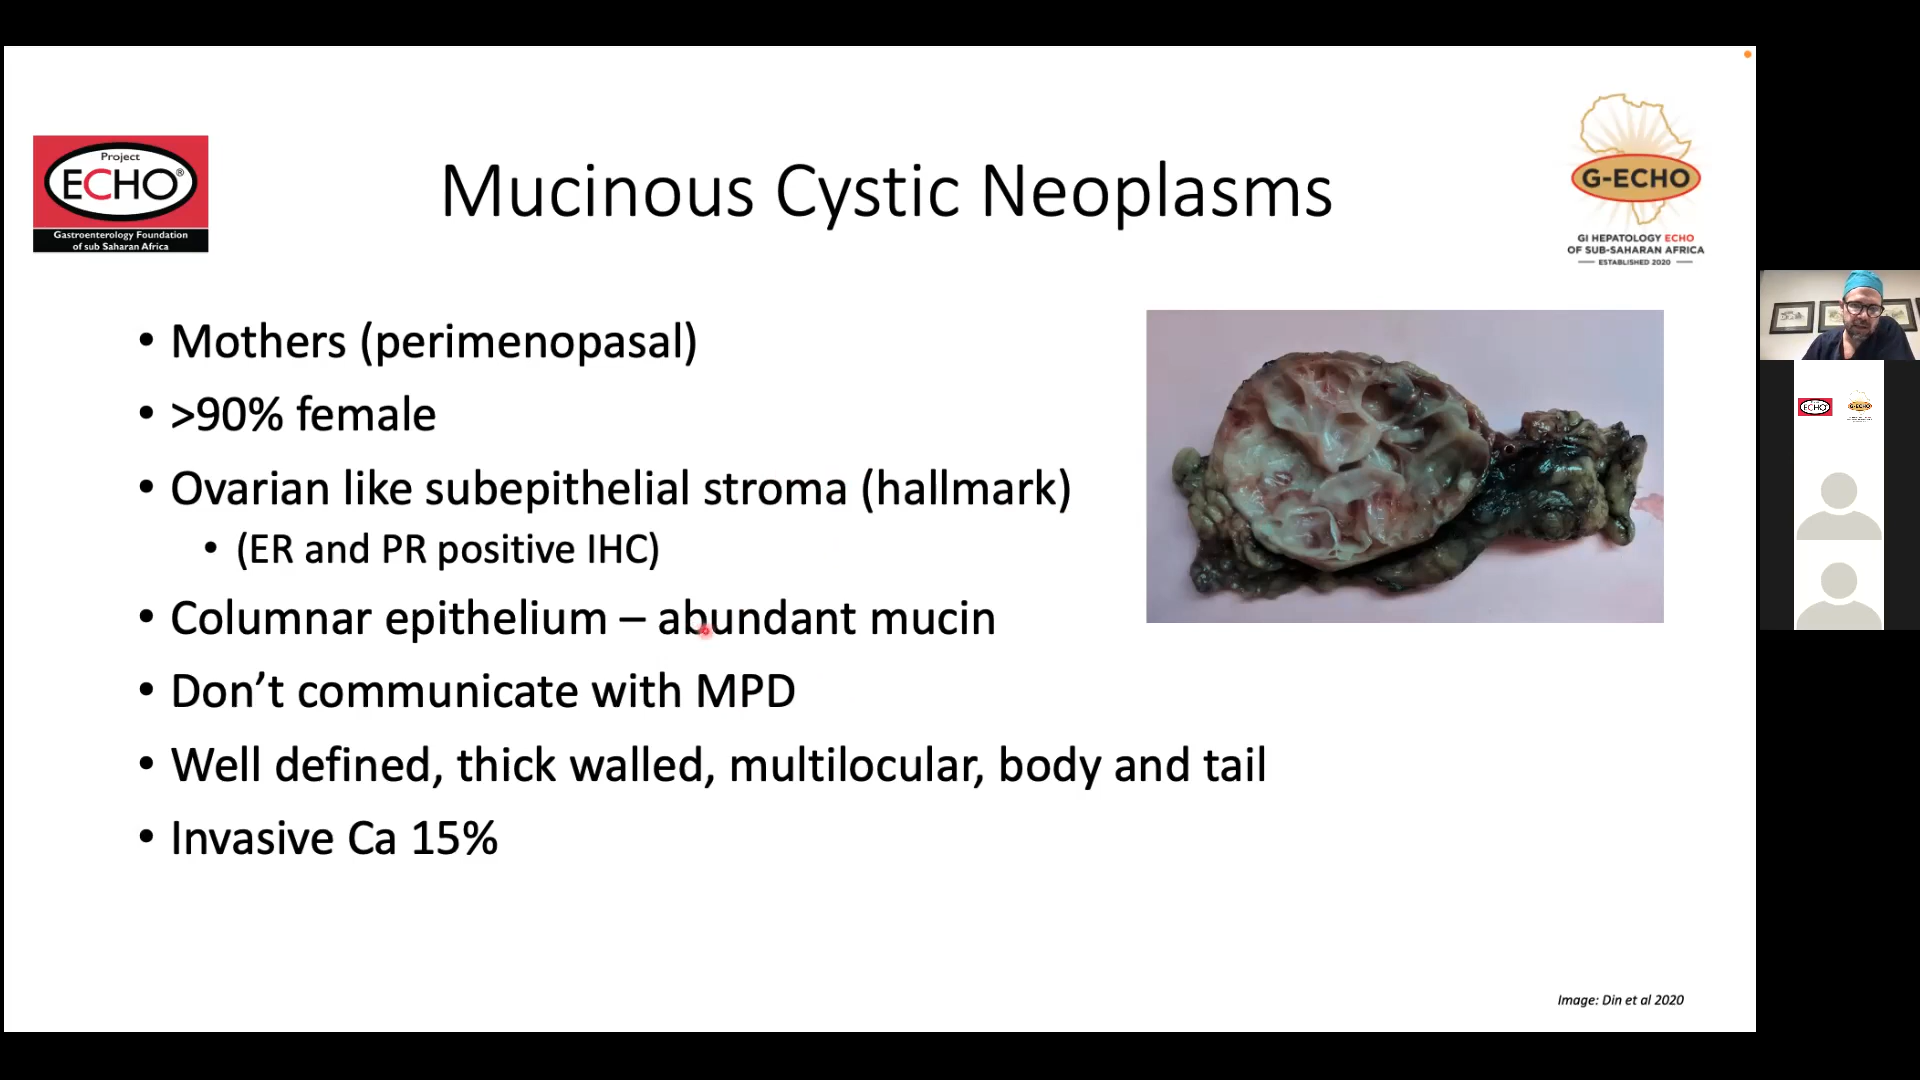 Project
ECHO®
Gastroenterology Foundation
of sub Saharan Africa
Mucinous Cystic Neoplasms
G-ECHO
GI HEPATOLOGY ECHO
OF SUB-SAHARAN AFRICA
ESTABLISHED 2020
• Mothers (perimenopasal)
• >90% female
• Ovarian like subepithelial stroma (hallmark)
• (ER and PR positive IHC)
• Columnar epithelium – abundant mucin
• Don’t communicate with MPD
• Well defined, thick walled, multilocular, body and tail
• Invasive Ca 15%
Image: Din et al 2020
ECHO
G-ECHO